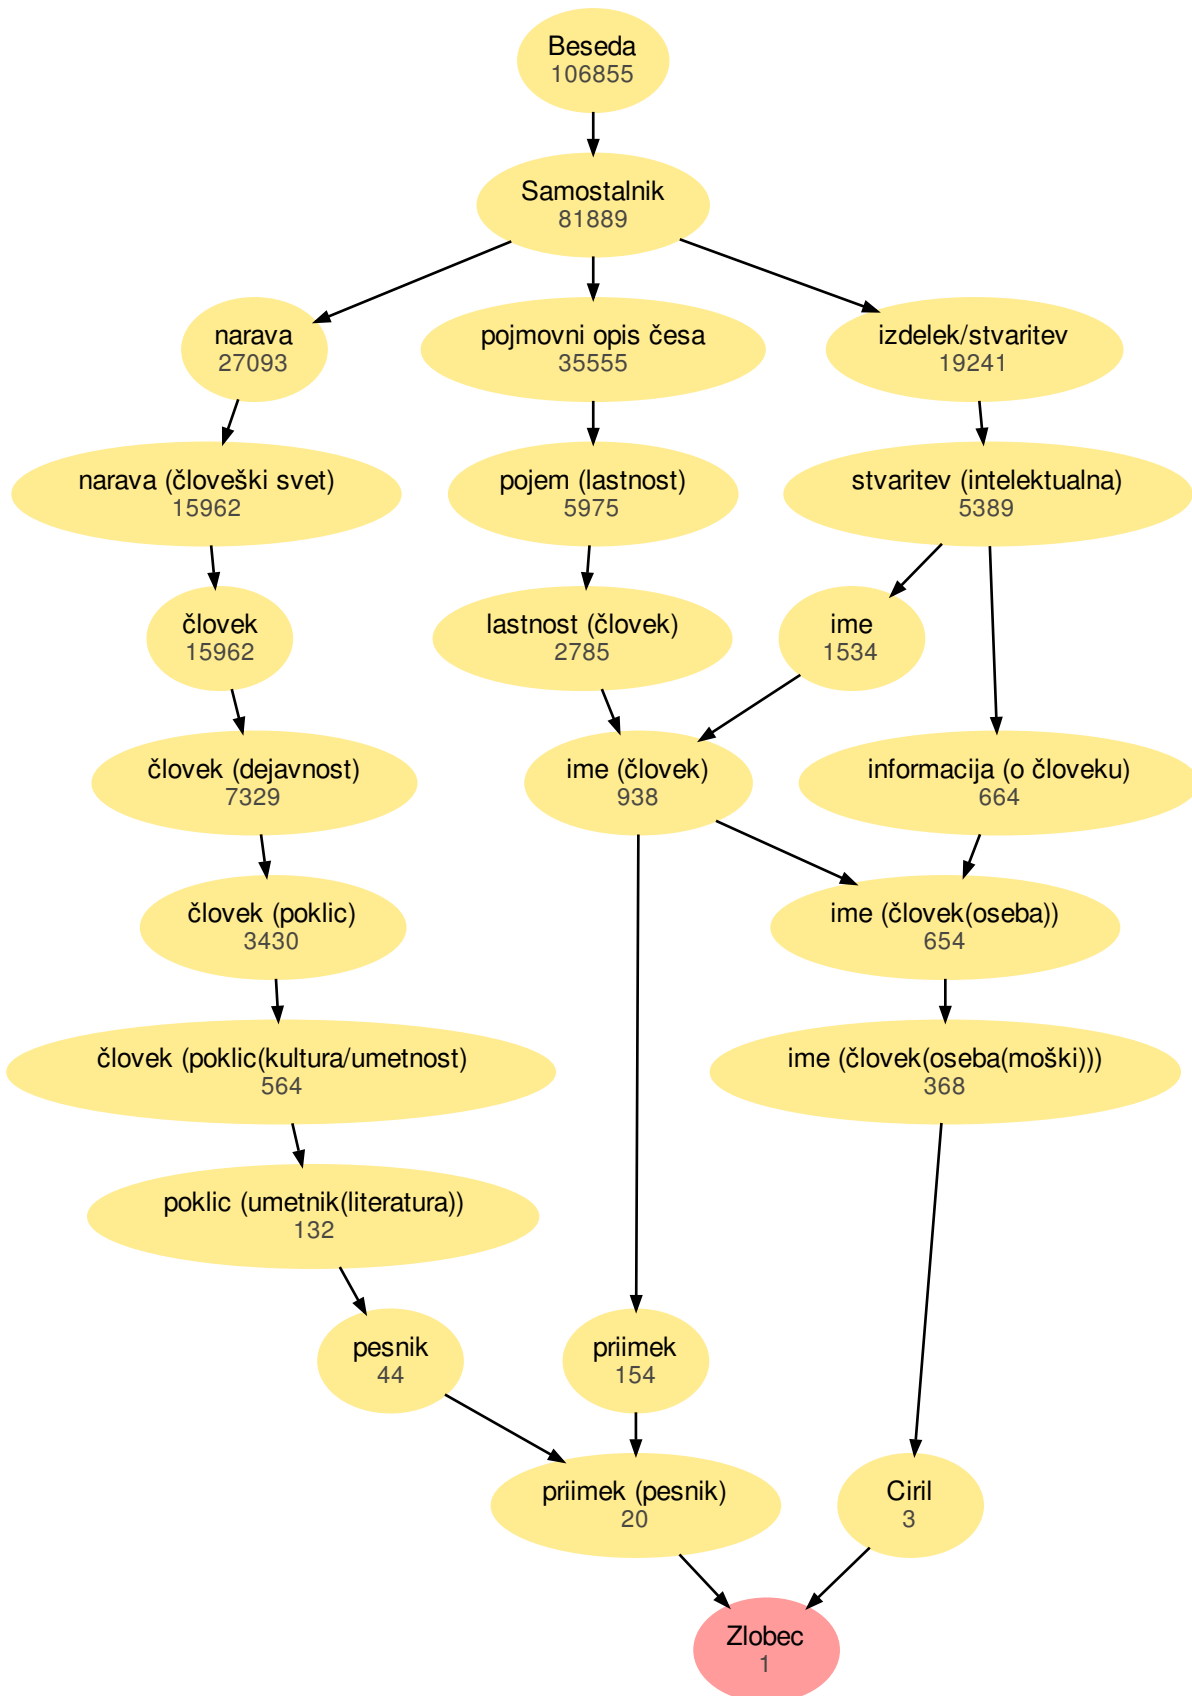 Beseda
106855
Samostalnik
81889
narava
27093
pojmovni opis česa
35555
izdelek/stvaritev
19241
narava (človeški svet)
15962
pojem (lastnost)
5975
stvaritev (intelektualna)
5389
človek
15962
lastnost (človek)
2785
ime
1534
človek (dejavnost)
7329
ime (človek)
938
informacija (o človeku)
664
človek (poklic)
3430
ime (človek(oseba))
654
človek (poklic(kultura/umetnost)
564
ime (človek(oseba(moški)))
368
poklic (umetnik(literatura))
132
pesnik
44
priimek
154
priimek (pesnik)
20
Ciril
3
Zlobec
1